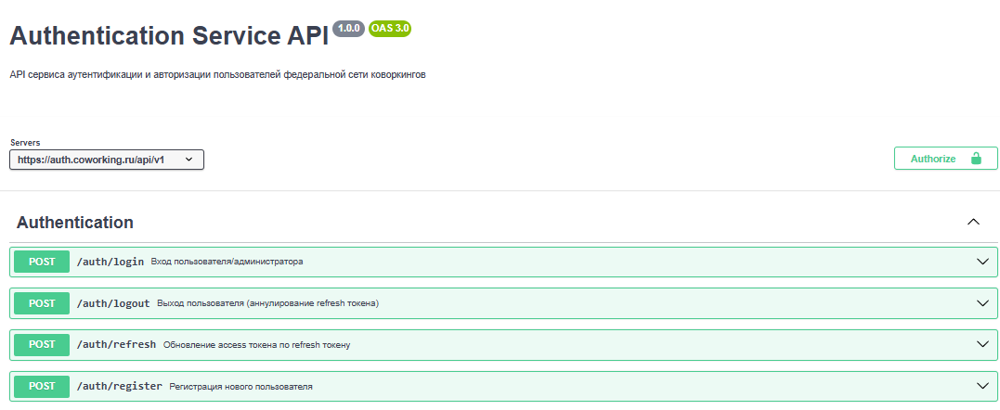 Authentication Service API 1.0.0 OAS 3.0
API сервиса аутентификации и авторизации пользователей федеральной сети коворкингов
Servers
https://auth.coworking.ru/api/v1
Authorize
Authentication
POST /auth/login Вход пользователя/администратора
POST /auth/logout Выход пользователя (аннулирование refresh токена)
POST /auth/refresh Обновление access токена по refresh токену
POST /auth/register Регистрация нового пользователя